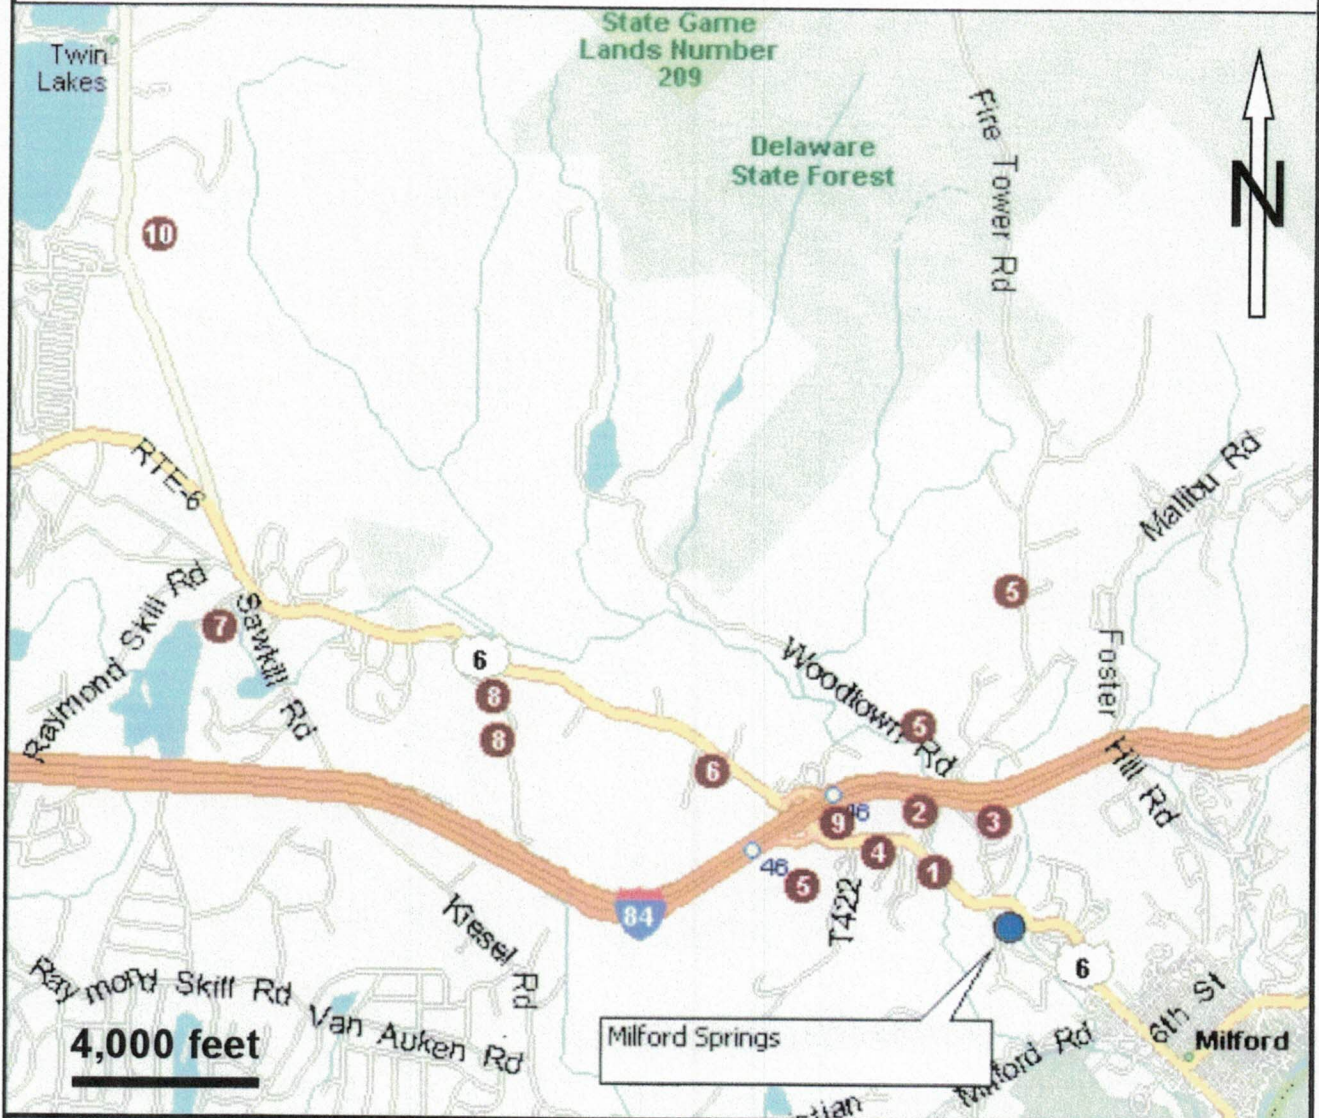 State Game
Lands Number
209
Twin
Lakes
Delaware
State Forest
Fire Tower Rd
N
10
RTE-6
Malibu Rd
Raymond Skill Rd
7
Sawkill Rd
6
8
8
5
Foster
Hill Rd
Woodtown Rd
5
6
46
9
2
3
4
1
46
5
T422
84
Kiesel Rd
6
Raymond Skill Rd
Van Auken Rd
4,000 feet
Milford Springs
6th St
Milford
Milford Rd